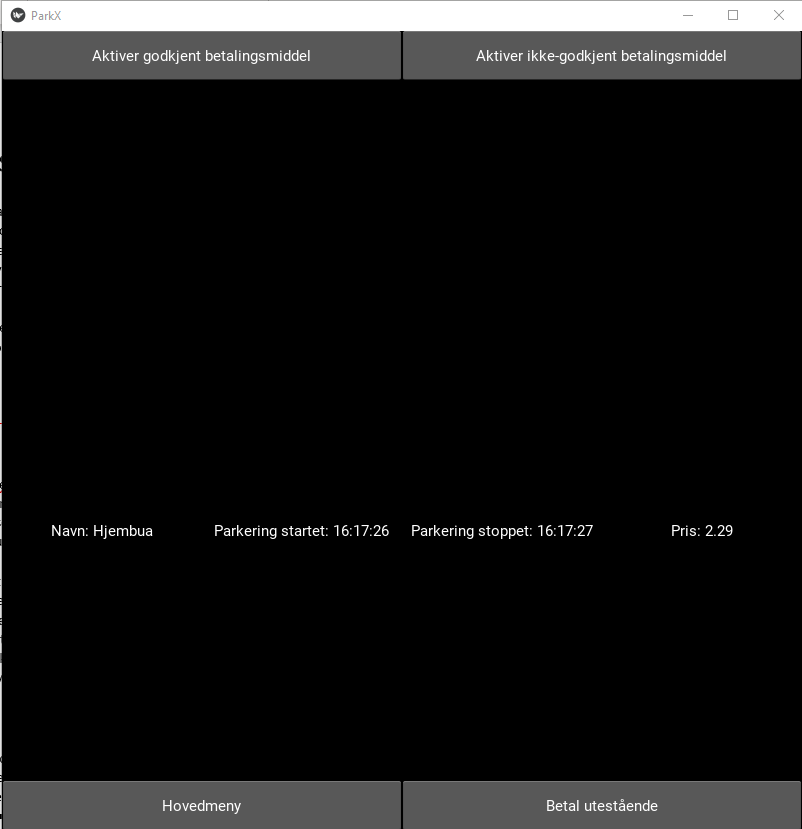 ParkX
Aktiver godkjent betalingsmiddel
Aktiver ikke-godkjent betalingsmiddel
Navn: Hjembua
Parkering startet: 16:17:26
Parkering stoppet: 16:17:27
Pris: 2.29
Hovedmeny
Betal utestående